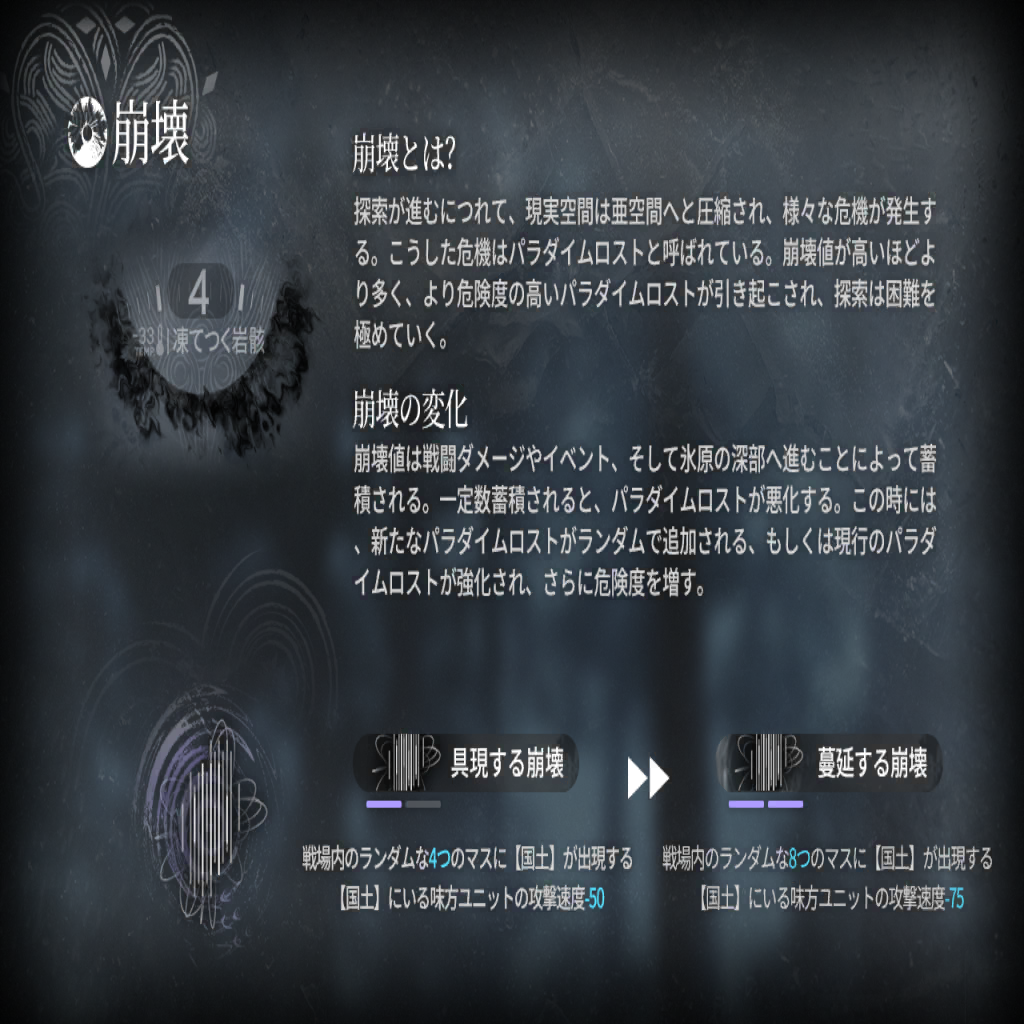 崩壊
崩壊とは?
探索が進むにつれて、現実空間は亜空間へと圧縮され、様々な危機が発生す
る。こうした危機はパラダイムロストと呼ばれている。崩壊値が高いほどよ
り多く、より危険度の高いパラダイムロストが引き起こされ、探索は困難を
極めていく。
4
-33
凍てつく岩骸
崩壊の変化
崩壊値は戦闘ダメージやイベント、そして氷原の深部へ進むことによって蓄
積される。一定数蓄積されると、パラダイムロストが悪化する。この時には
、新たなパラダイムロストがランダムで追加される、もしくは現行のパラダ
イムロストが強化され、さらに危険度を増す。
具現する崩壊
蔓延する崩壊
戦場内のランダムな4つのマスに【国土】が出現する
【国土】にいる味方ユニットの攻撃速度-50
戦場内のランダムな8つのマスに【国土】が出現する
【国土】にいる味方ユニットの攻撃速度-75